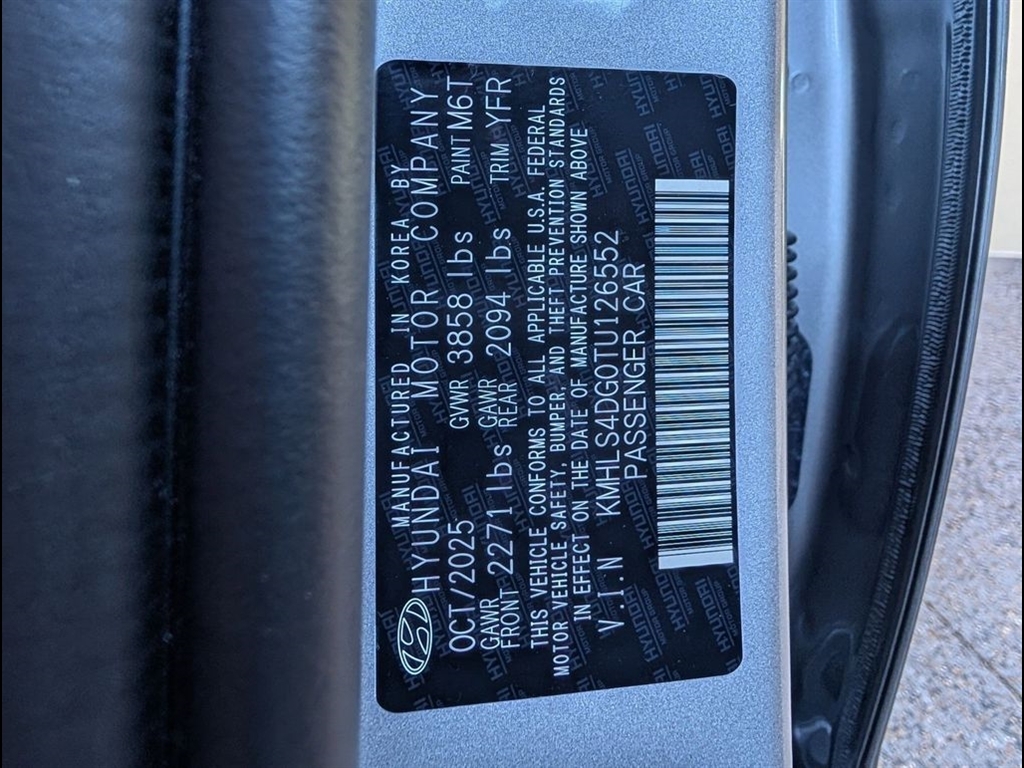 MANUFACTURED IN KOREA BY
HYUNDAI MOTOR COMPANY
OCT/2025 GVWR 3858 lbs PAINT M6T
GAWR FRONT 2271 lbs GAWR REAR 2094 lbs TRIM YFR
THIS VEHICLE CONFORMS TO ALL APPLICABLE U.S.A. FEDERAL
MOTOR VEHICLE SAFETY, BUMPER, AND THEFT PREVENTION STANDARDS
IN EFFECT ON THE DATE OF MANUFACTURE SHOWN ABOVE
V.I.N KMHLS4DG0TU126552
PASSENGER CAR